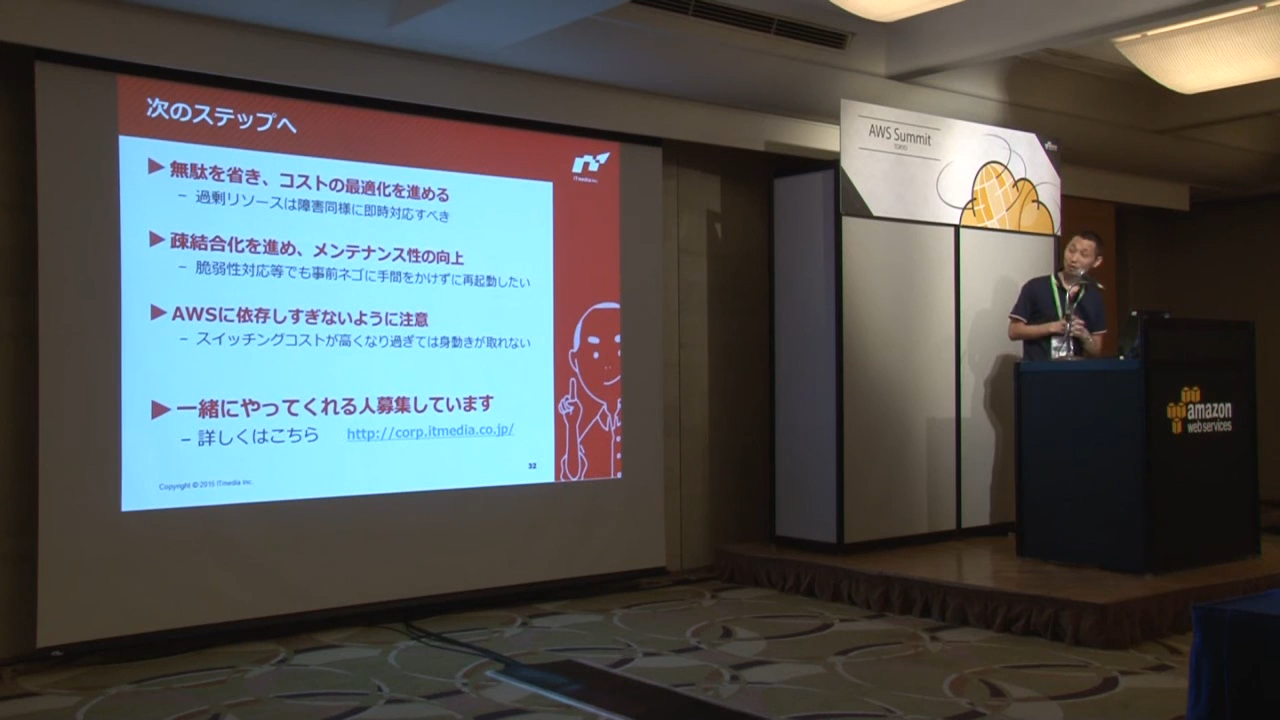 次のステップへ
ITmedia Inc.
▶無駄を省き、コストの最適化を進める
– 過剰リソースは障害同様に即時対応すべき
▶疎結合化を進め、メンテナンス性の向上
– 脆弱性対応等でも事前ネゴに手間をかけずに再起動したい
▶AWSに依存しすぎないように注意
– スイッチングコストが高くなり過ぎては身動きが取れない
▶一緒にやってくれる人募集しています
– 詳しくはこちら http://corp.itmedia.co.jp/
32
Copyright © 2015 ITmedia Inc.
AWS Summit
TOKYO
amazon
web services